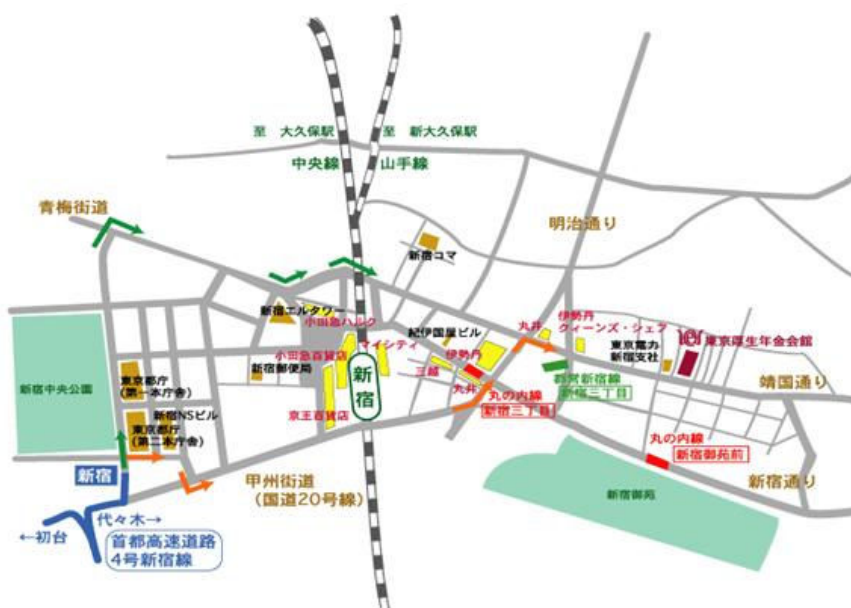 至 大久保駅
至 新大久保駅
中央線
山手線
青梅街道
明治通り
新宿コマ
新宿エルタワー
小田急ハルク
紀伊国屋ビル
丸井
伊勢丹
クィーンズ・シェフ
東京厚生年金会館
マイシティ
小田急百貨店
新宿
伊勢丹
東京電力
新宿支社
新宿中央公園
東京都庁
(第一本庁舎)
新宿郵便局
三越
丸井
都営新宿線
新宿三丁目
靖国通り
京王百貨店
丸の内線
新宿三丁目
新宿NSビル
東京都庁
(第二本庁舎)
丸の内線
新宿御苑前
新宿
甲州街道
(国道20号線)
新宿御苑
新宿通り
代々木→
←初台
首都高速道路
4号新宿線